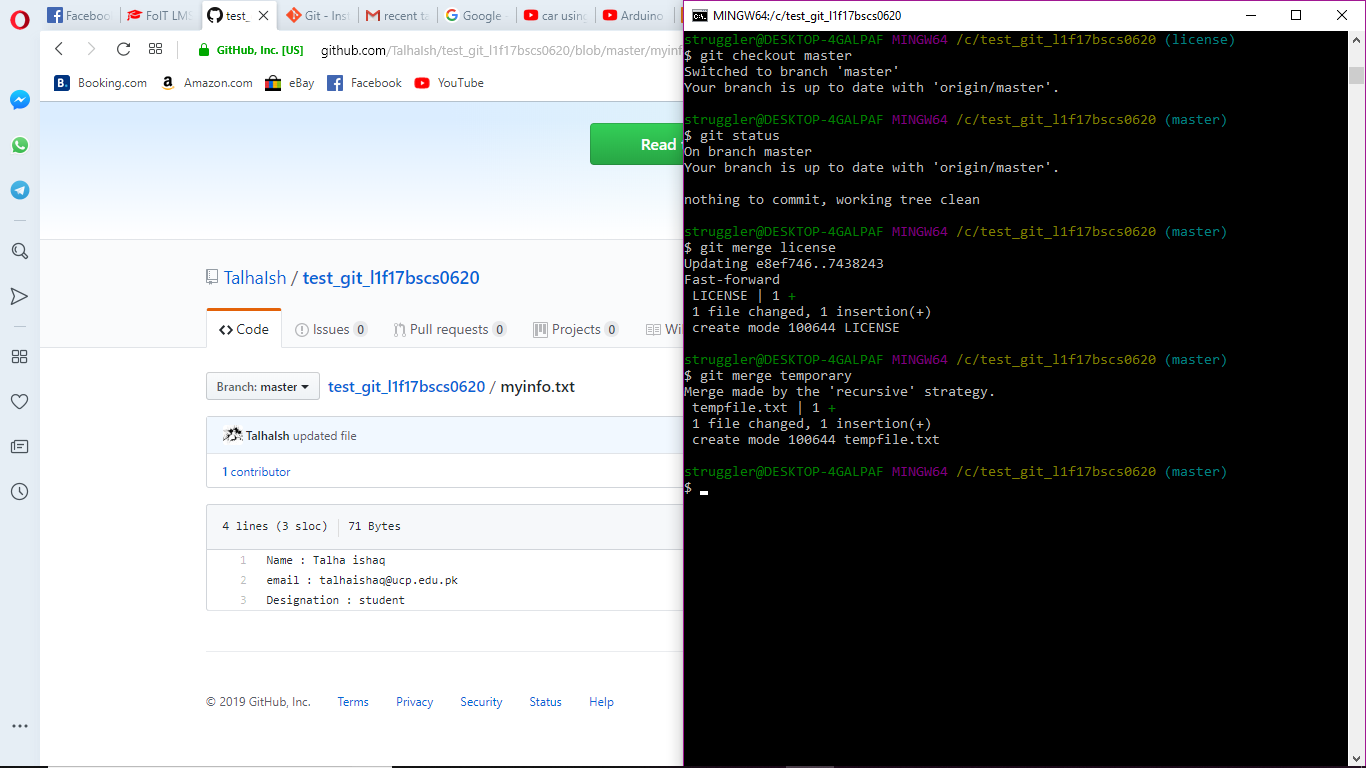 Faceboo
FoIT LMS
test_
Git - Inst
recent ta
Google
car using
Arduino
GitHub, Inc. [US]
github.com/TalhaIsh/test_git_l1f17bscs0620/blob/master/myinfo
Booking.com
Amazon.com
eBay
Facebook
YouTube
Read
TalhaIsh / test_git_l1f17bscs0620
Code
Issues 0
Pull requests 0
Projects 0
Wi
Branch: master
test_git_l1f17bscs0620 / myinfo.txt
TalhaIsh updated file
1 contributor
4 lines (3 sloc)
71 Bytes
1 Name : Talha ishaq
2 email : talhaishaq@ucp.edu.pk
3 Designation : student
© 2019 GitHub, Inc.
Terms
Privacy
Security
Status
Help
MINGW64:/c/test_git_l1f17bscs0620
struggler@DESKTOP-4GALPAF MINGW64 /c/test_git_l1f17bscs0620 (license)
$ git checkout master
Switched to branch 'master'
Your branch is up to date with 'origin/master'.
struggler@DESKTOP-4GALPAF MINGW64 /c/test_git_l1f17bscs0620 (master)
$ git status
On branch master
Your branch is up to date with 'origin/master'.
nothing to commit, working tree clean
struggler@DESKTOP-4GALPAF MINGW64 /c/test_git_l1f17bscs0620 (master)
$ git merge license
Updating e8ef746..7438243
Fast-forward
LICENSE | 1 +
1 file changed, 1 insertion(+)
create mode 100644 LICENSE
struggler@DESKTOP-4GALPAF MINGW64 /c/test_git_l1f17bscs0620 (master)
$ git merge temporary
Merge made by the 'recursive' strategy.
tempfile.txt | 1 +
1 file changed, 1 insertion(+)
create mode 100644 tempfile.txt
struggler@DESKTOP-4GALPAF MINGW64 /c/test_git_l1f17bscs0620 (master)
$